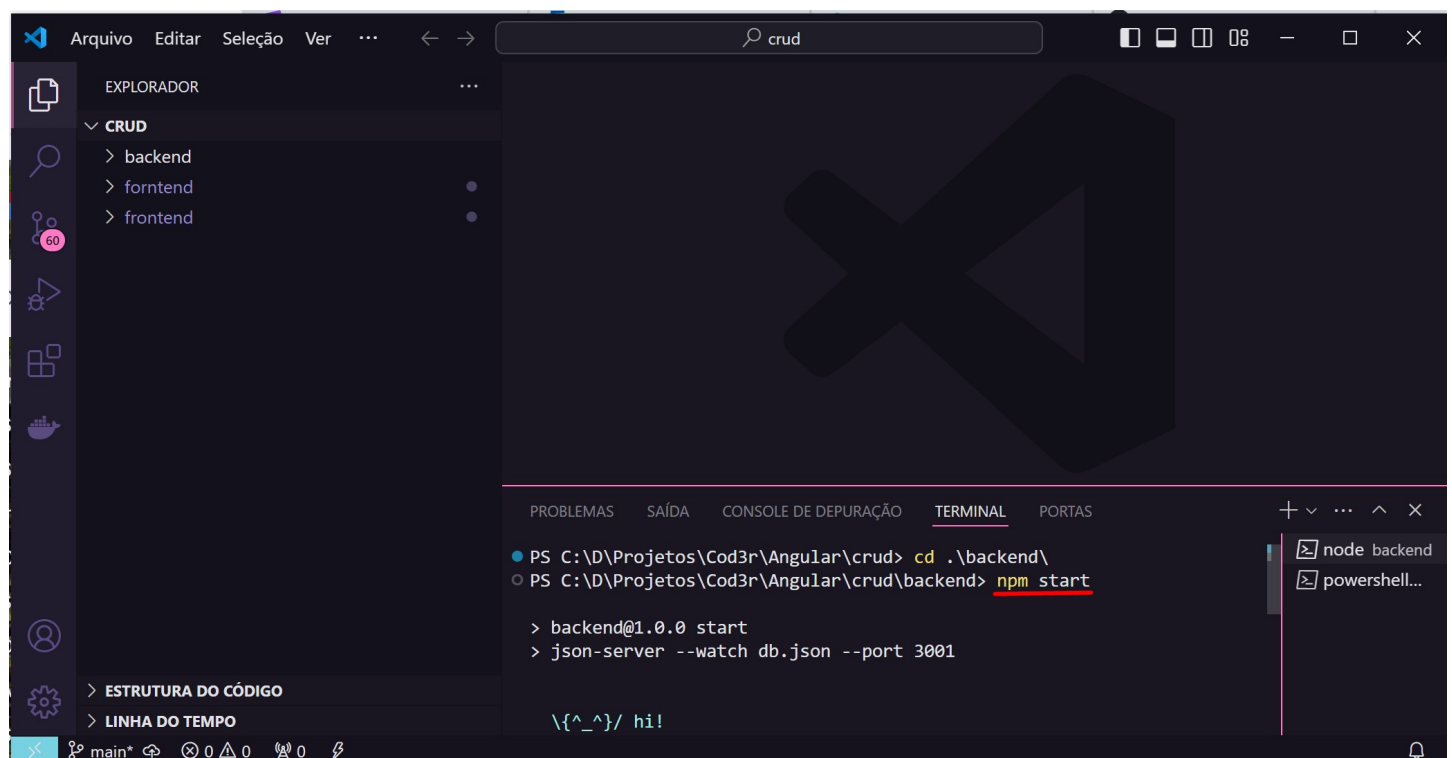 Arquivo Editar Seleção Ver ... crud
EXPLORADOR ...
CRUD
backend
forntend
frontend
60
PROBLEMAS SAÍDA CONSOLE DE DEPURAÇÃO TERMINAL PORTAS
PS C:\D\Projetos\Cod3r\Angular\crud> cd .\backend\
PS C:\D\Projetos\Cod3r\Angular\crud\backend> npm start
> backend@1.0.0 start
> json-server --watch db.json --port 3001
\{^_^}/ hi!
node backend
powershell...
ESTRUTURA DO CÓDIGO
LINHA DO TEMPO
main* 0 0 0